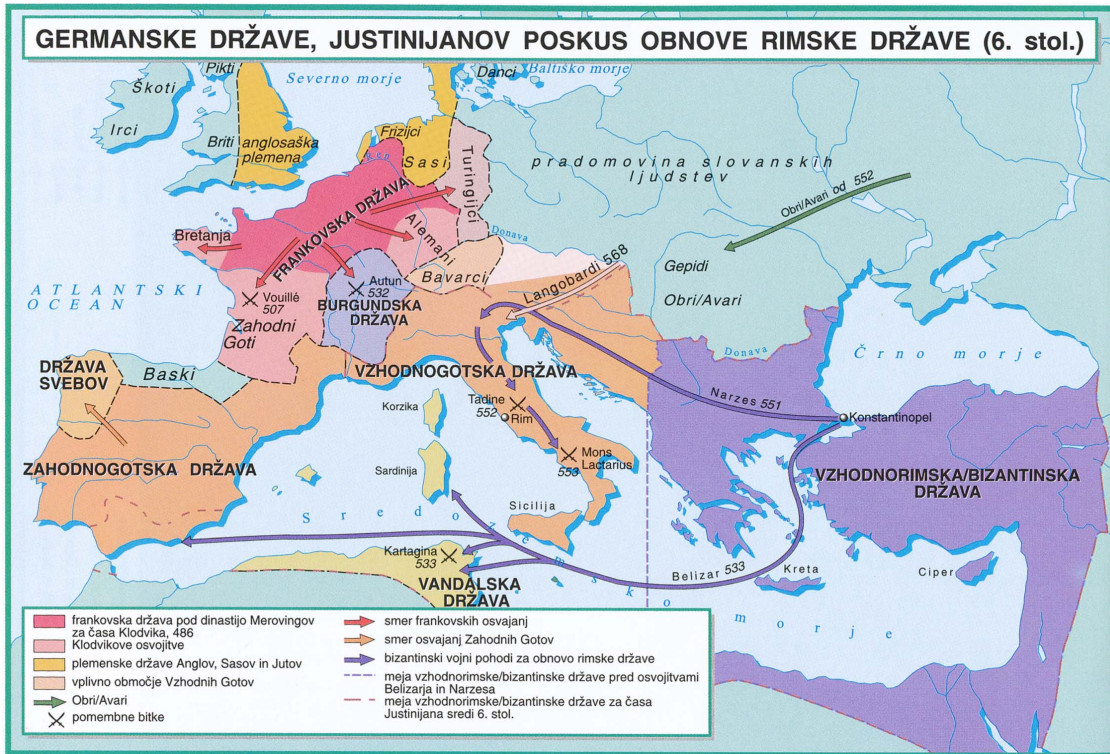 GERMANSKE DRŽAVE, JUSTINIJANOV POSKUS OBNOVE RIMSKE DRŽAVE (6. stol.)
Škoti
Pikti
Severno morje
Danci
Baltiško morje
Irci
Briti
anglosaška
plemena
Frizijci
Sasi
Ren
Turingijci
pradomovina slovanskih
ljudstev
Obri/Avari od 552
FRANKOVSKA DRŽAVA
Bretanja
Alemani
Donava
Bavarci
Langobardi 568
Gepidi
Obri/Avari
ATLANTSKI
OCEAN
Vouillé
507
Autun
532
BURGUNDSKA
DRŽAVA
Zahodni
Goti
DRŽAVA
SVEBOV
Baski
VZHODNOGOTSKA DRŽAVA
Donava
Črno morje
Narzes 551
Konstantinopel
Korzika
Tadine
552
Rim
Mons
Lactarius
553
ZAHODNOGOTSKA DRŽAVA
Sardinija
Sicilija
VZHODNORIMSKA/BIZANTINSKA
DRŽAVA
Sredozemsko morje
Kartagina
533
VANDALSKA
DRŽAVA
Belizar 533
Kreta
Ciper
frankovska država pod dinastijo Merovingov
za časa Klodvika, 486
Klodvikove osvojitve
plemenske države Anglov, Sasov in Jutov
vplivno območje Vzhodnih Gotov
Obri/Avari
pomembne bitke
smer frankovskih osvajanj
smer osvajanj Zahodnih Gotov
bizantinski vojni pohodi za obnovo rimske države
meja vzhodnorimske/bizantinske države pred osvojitvami
Belizarja in Narzesa
meja vzhodnorimske/bizantinske države za časa
Justinijana sredi 6. stol.